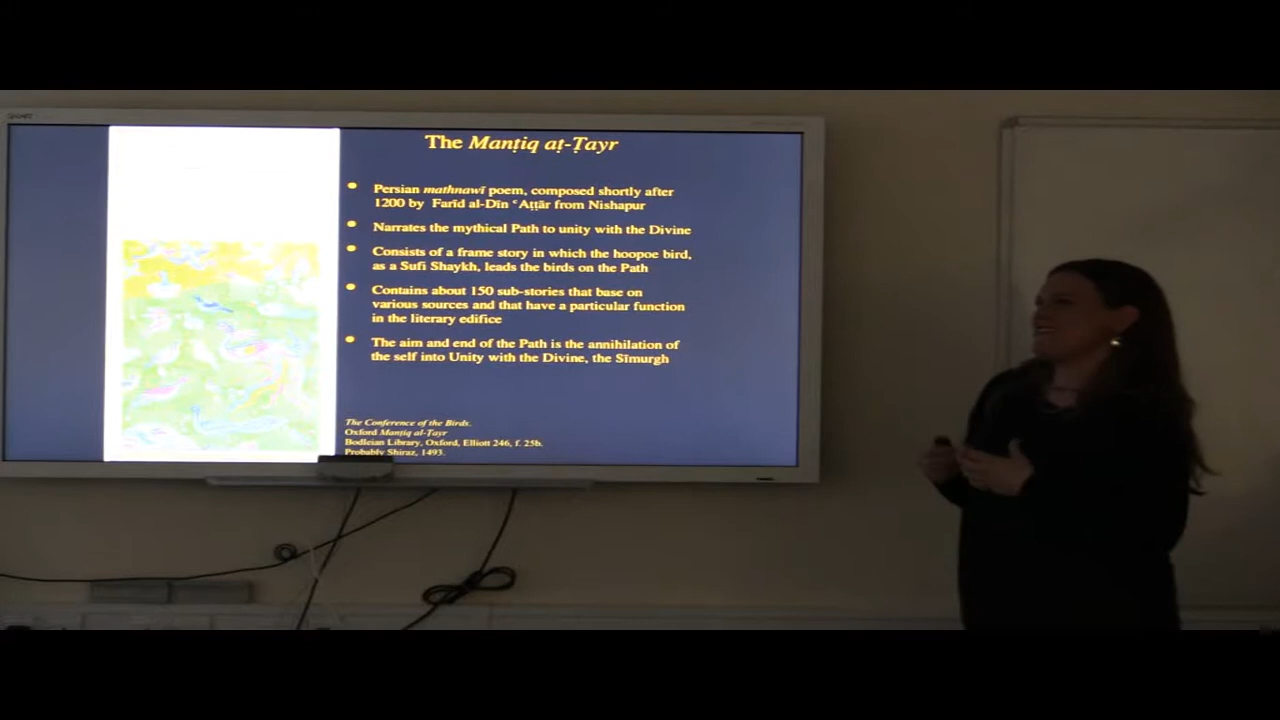 SMART
The Manṭiq aṭ-Ṭayr
• Persian mathnawī poem, composed shortly after
1200 by Farīd al-Dīn ʿAṭṭār from Nishapur
• Narrates the mythical Path to unity with the Divine
• Consists of a frame story in which the hoopoe bird,
as a Sufi Shaykh, leads the birds on the Path
• Contains about 150 sub-stories that base on
various sources and that have a particular function
in the literary edifice
• The aim and end of the Path is the annihilation of
the self into Unity with the Divine, the Sīmurgh
The Conference of the Birds.
Oxford Manṭiq al-Ṭayr
Bodleian Library, Oxford, Elliott 246, f. 25b.
Probably Shiraz, 1493.